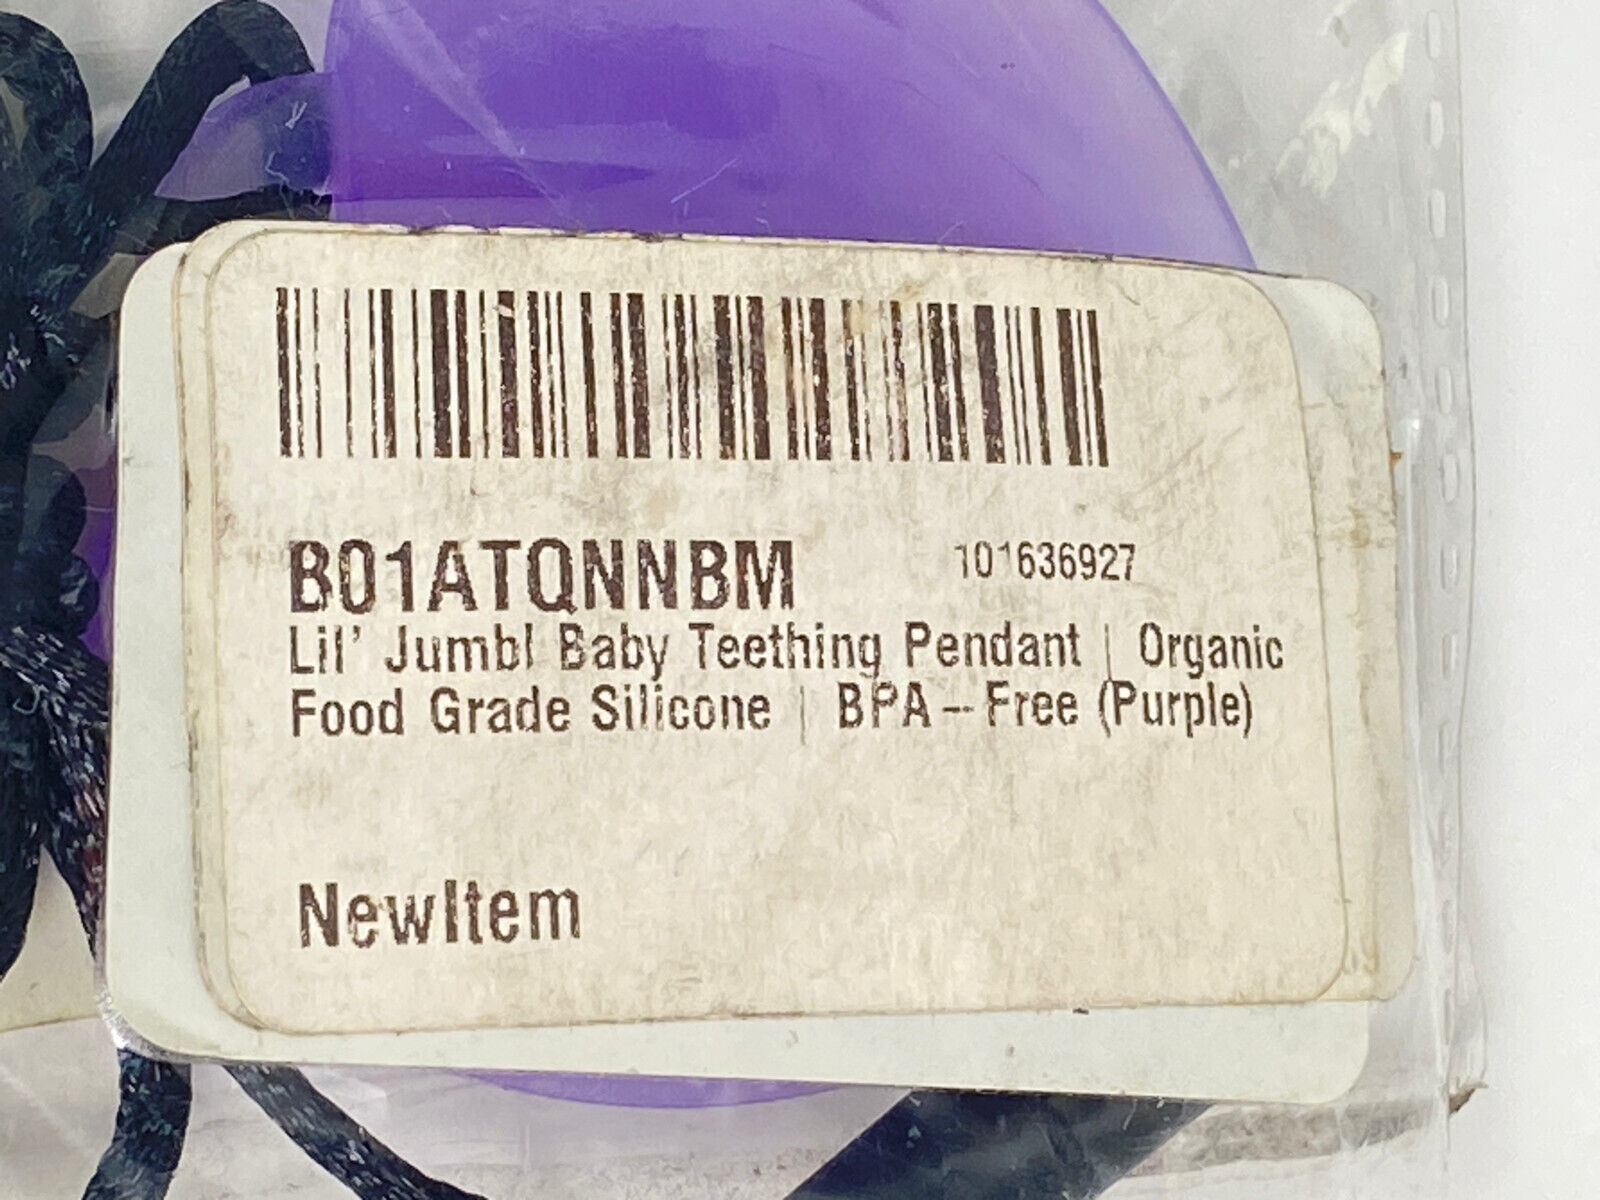 B01ATQNNBM 101636927
Lil' Jumbl Baby Teething Pendant | Organic
Food Grade Silicone | BPA-Free (Purple)
NewItem